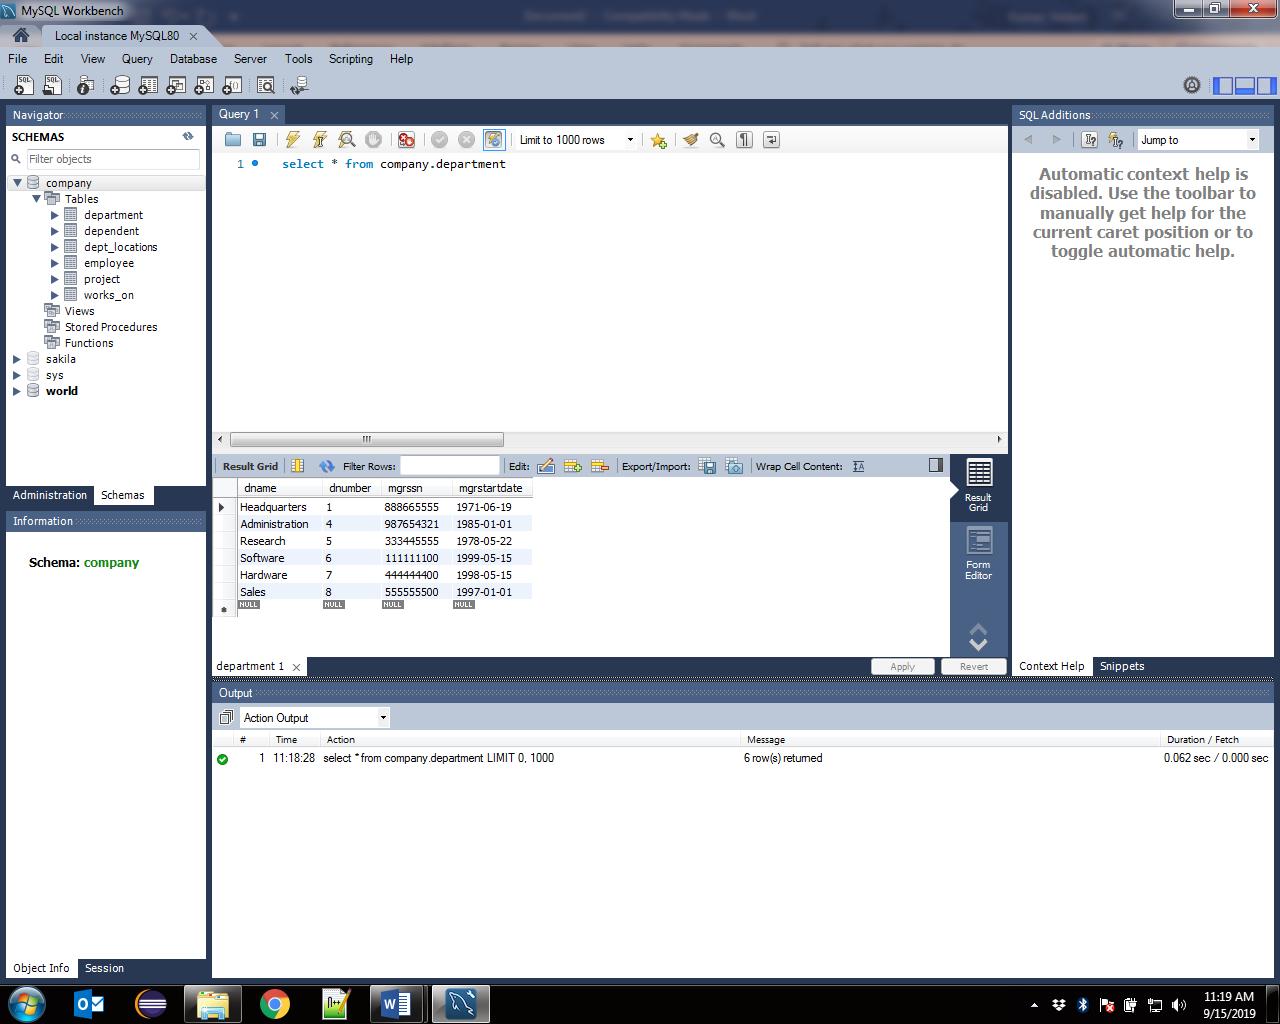 MySQL Workbench
Local instance MySQL80
File Edit View Query Database Server Tools Scripting Help
Navigator
SCHEMAS
Filter objects
company
Tables
department
dependent
dept_locations
employee
project
works_on
Views
Stored Procedures
Functions
sakila
sys
world
Administration Schemas
Information
Schema: company
Object Info Session
Query 1
Limit to 1000 rows
1 select * from company.department
Result Grid Filter Rows: Edit: Export/Import: Wrap Cell Content:
dname dnumber mgrssn mgrstartdate
Headquarters 1 888665555 1971-06-19
Administration 4 987654321 1985-01-01
Research 5 333445555 1978-05-22
Software 6 111111100 1999-05-15
Hardware 7 444444400 1998-05-15
Sales 8 555555500 1997-01-01
NULL NULL NULL NULL
Result
Grid
Form
Editor
department 1 Apply Revert
SQL Additions
Jump to
Automatic context help is
disabled. Use the toolbar to
manually get help for the
current caret position or to
toggle automatic help.
Context Help Snippets
Output
Action Output
# Time Action Message Duration / Fetch
1 11:18:28 select * from company.department LIMIT 0, 1000 6 row(s) returned 0.062 sec / 0.000 sec
11:19 AM
9/15/2019